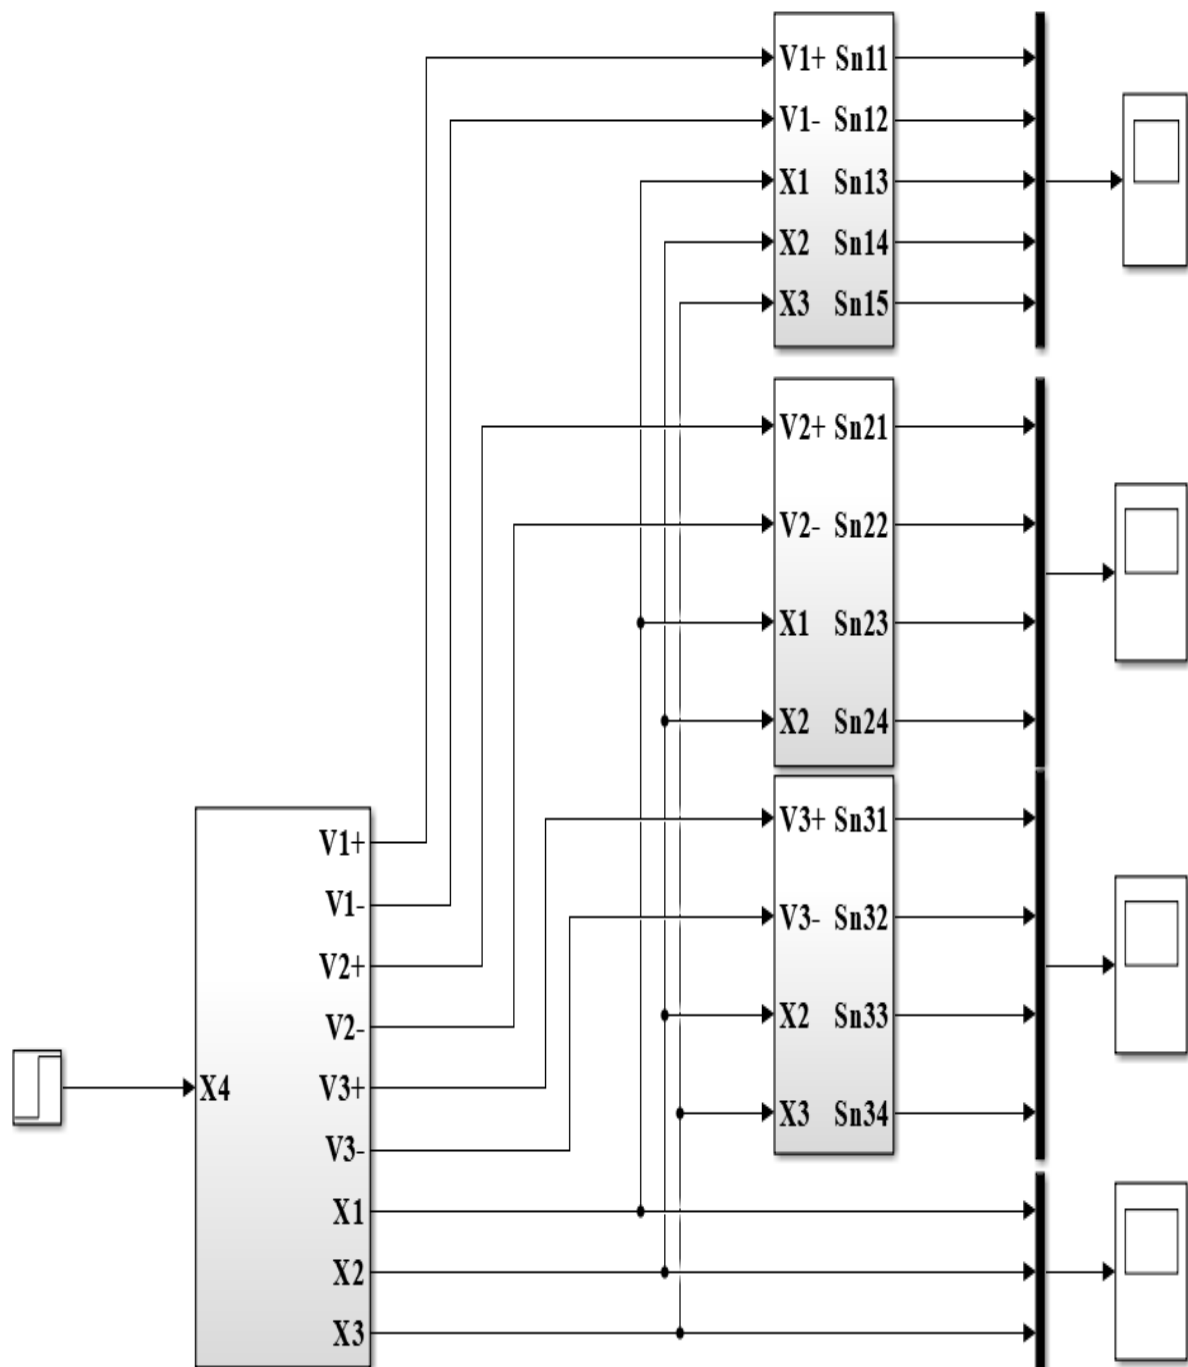 V1+ Sn11
V1- Sn12
X1 Sn13
X2 Sn14
X3 Sn15
V2+ Sn21
V2- Sn22
X1 Sn23
X2 Sn24
V3+ Sn31
V3- Sn32
X2 Sn33
X3 Sn34
V1+
V1-
V2+
V2-
X4 V3+
V3-
X1
X2
X3